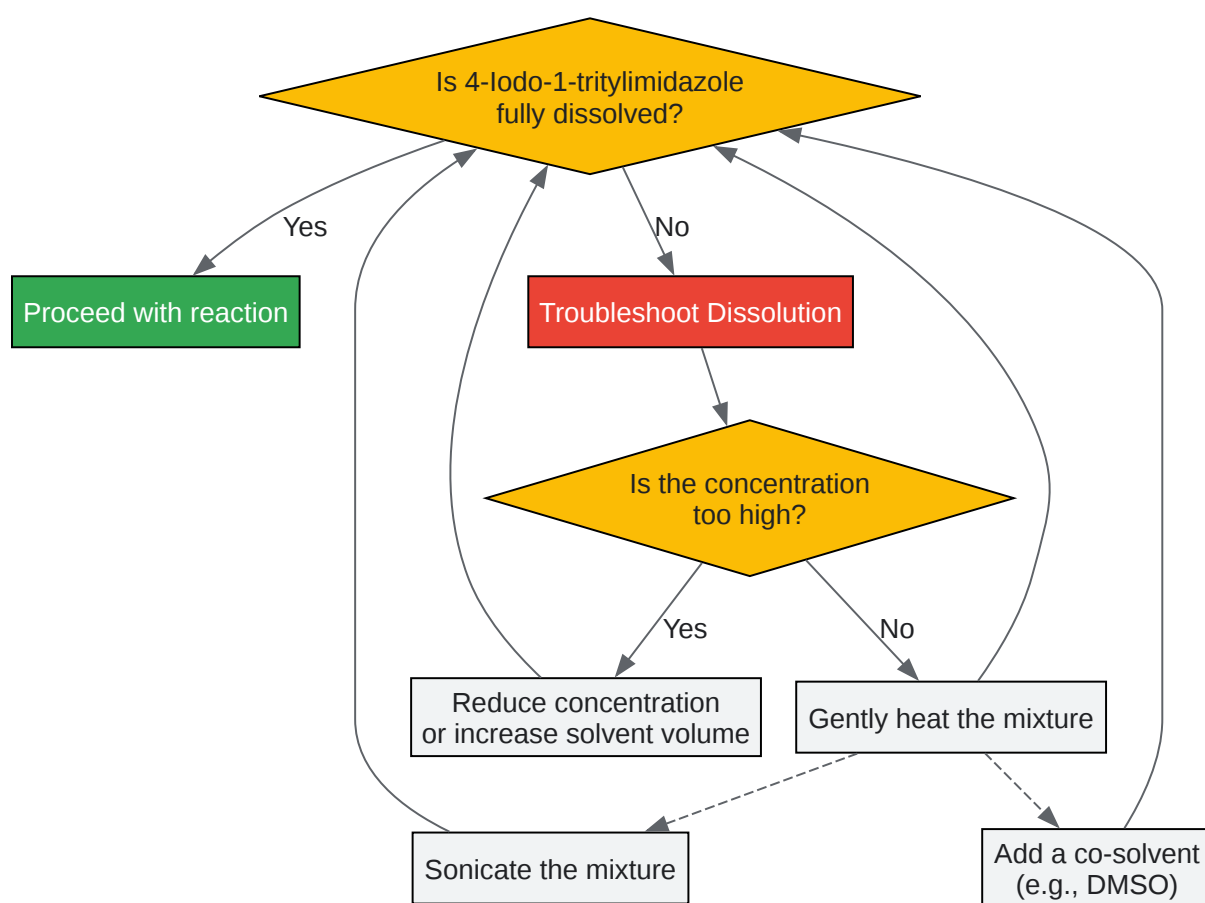 Is 4-Iodo-1-tritylimidazole
fully dissolved?
Yes
No
Proceed with reaction
Troubleshoot Dissolution
Is the concentration
too high?
Yes
No
Reduce concentration
or increase solvent volume
Gently heat the mixture
Sonicate the mixture
Add a co-solvent
(e.g., DMSO)